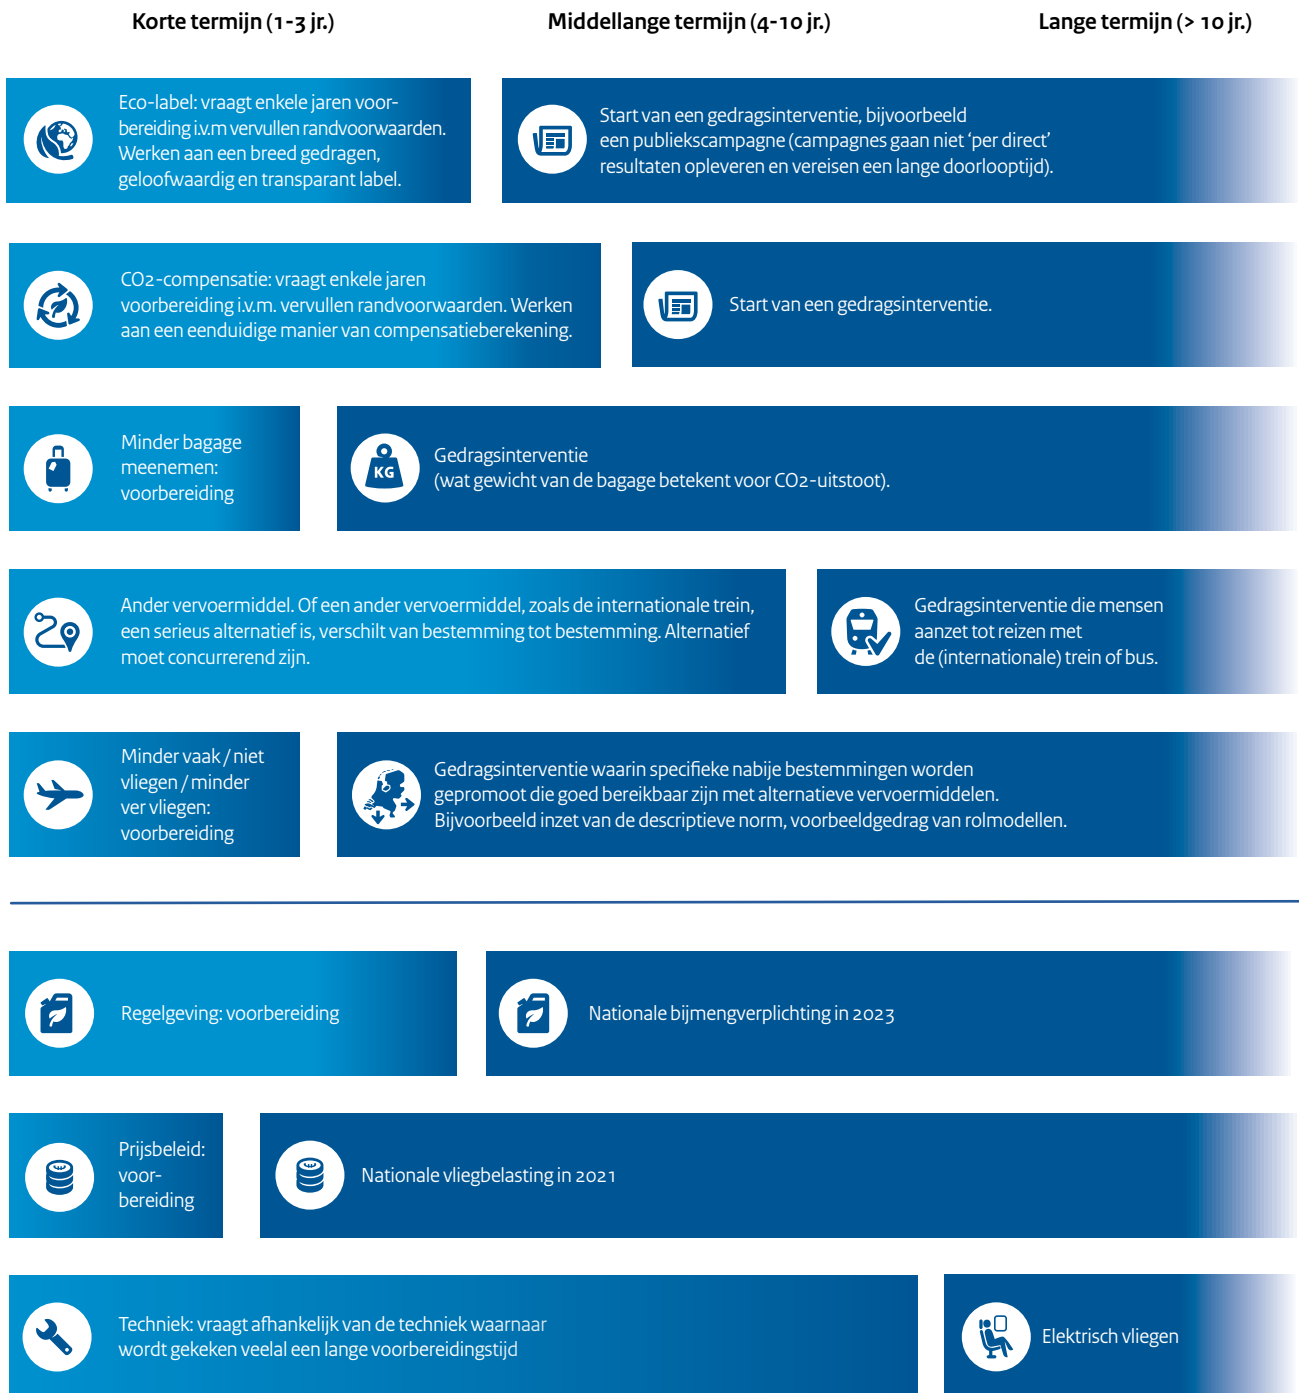 Korte termijn (1-3 jr.)
Middellange termijn (4-10 jr.)
Lange termijn (> 10 jr.)
Eco-label: vraagt enkele jaren voor-
bereiding i.v.m vervullen randvoorwaarden.
Werken aan een breed gedragen,
geloofwaardig en transparant label.
Start van een gedragsinterventie, bijvoorbeeld
een publiekscampagne (campagnes gaan niet ‘per direct’
resultaten opleveren en vereisen een lange doorlooptijd).
CO2-compensatie: vraagt enkele jaren
voorbereiding i.v.m. vervullen randvoorwaarden. Werken
aan een eenduidige manier van compensatieberekening.
Start van een gedragsinterventie.
Minder bagage
meenemen:
voorbereiding
KG
Gedragsinterventie
(wat gewicht van de bagage betekent voor CO2-uitstoot).
Ander vervoermiddel. Of een ander vervoermiddel, zoals de internationale trein,
een serieus alternatief is, verschilt van bestemming tot bestemming. Alternatief
moet concurrerend zijn.
Gedragsinterventie die mensen
aanzet tot reizen met
de (internationale) trein of bus.
Minder vaak / niet
vliegen / minder
ver vliegen:
voorbereiding
Gedragsinterventie waarin specifieke nabije bestemmingen worden
gepromoot die goed bereikbaar zijn met alternatieve vervoermiddelen.
Bijvoorbeeld inzet van de descriptieve norm, voorbeeldgedrag van rolmodellen.
Regelgeving: voorbereiding
Nationale bijmengverplichting in 2023
Prijsbeleid:
voor-
bereiding
Nationale vliegbelasting in 2021
Techniek: vraagt afhankelijk van de techniek waarnaar
wordt gekeken veelal een lange voorbereidingstijd
Elektrisch vliegen